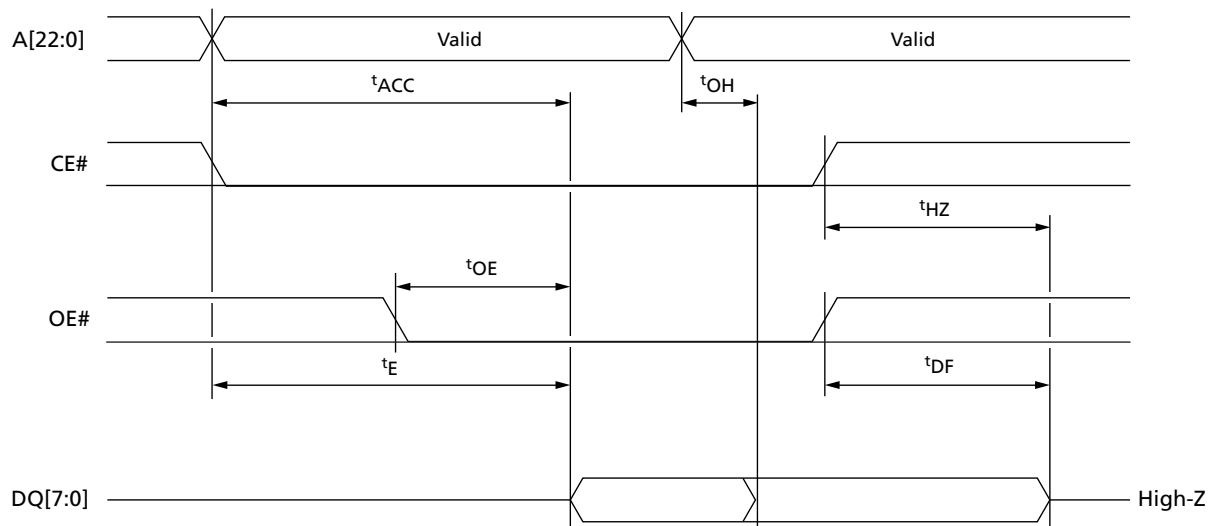 A[22:0]
Valid
Valid
tACC
tOH
CE#
tHZ
tOE
OE#
tE
tDF
DQ[7:0]
High-Z